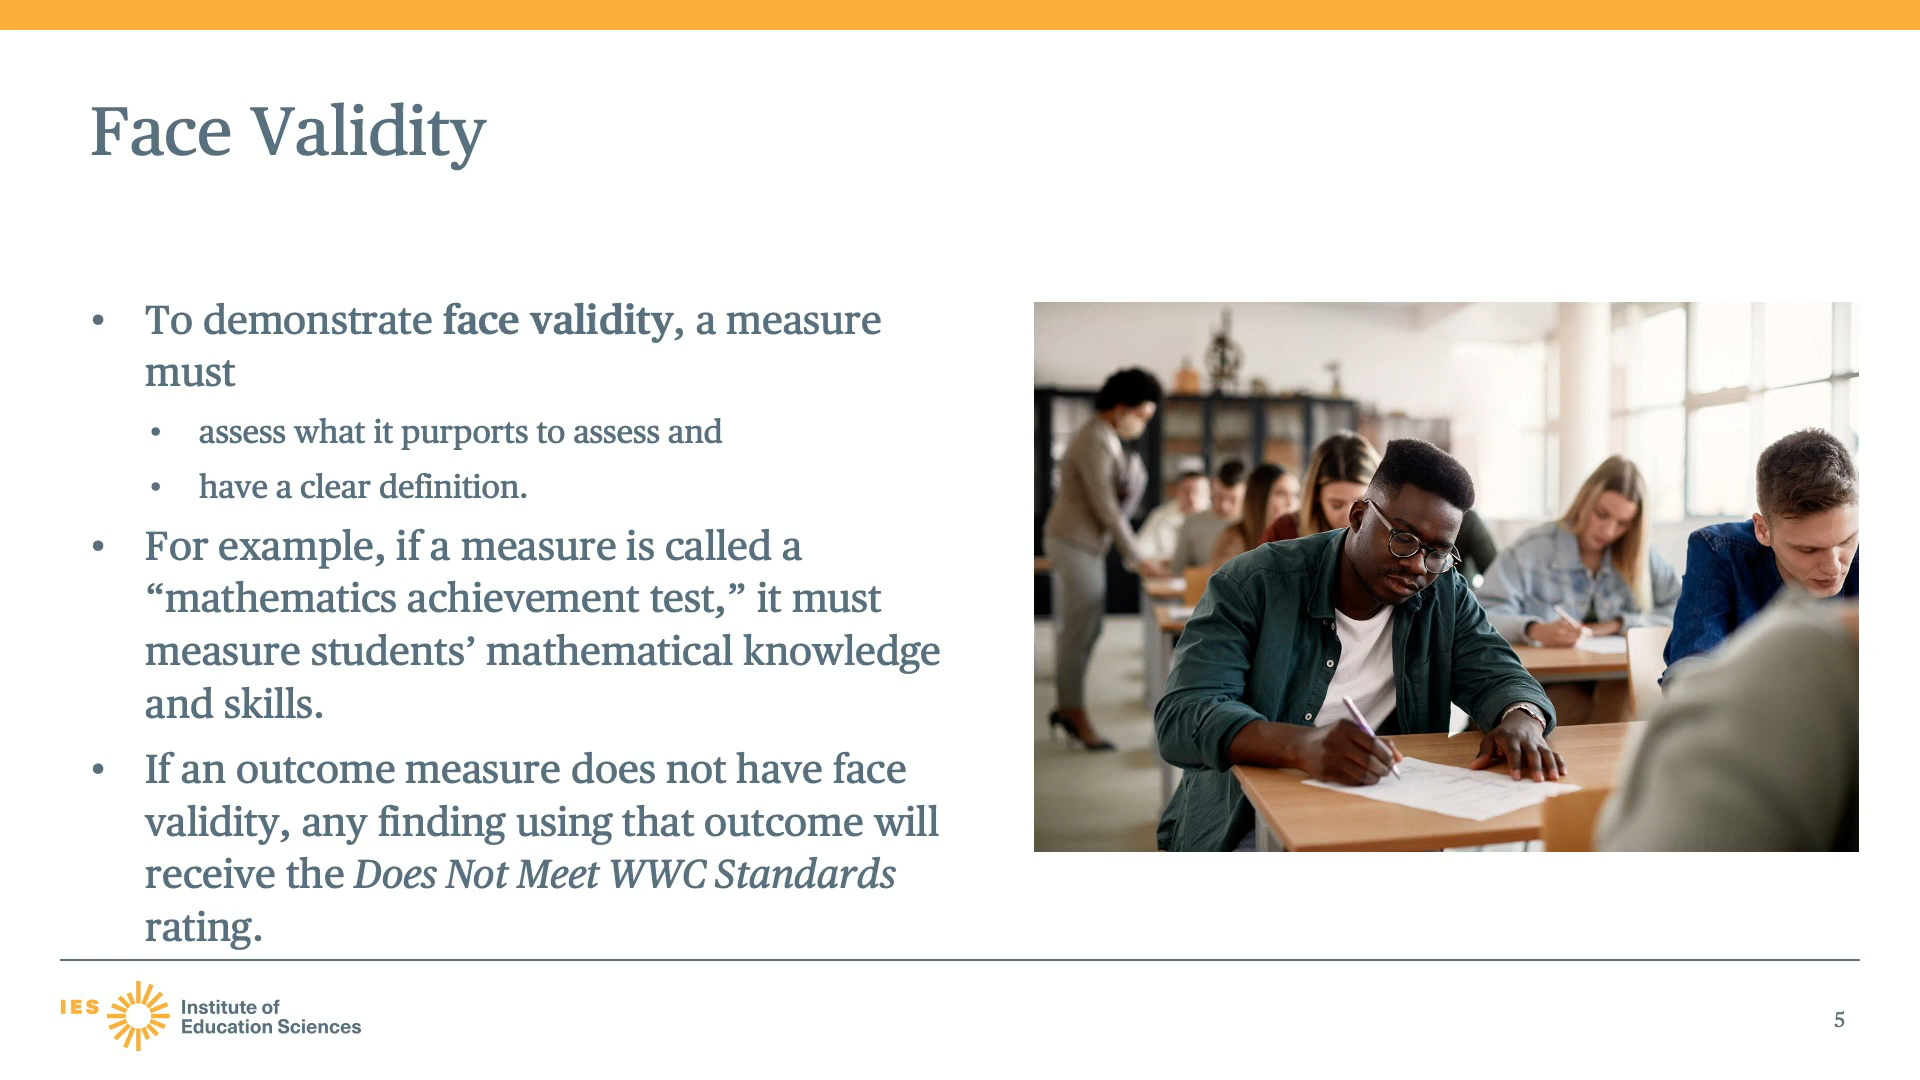 Face Validity
• To demonstrate face validity, a measure
must
• assess what it purports to assess and
• have a clear definition.
• For example, if a measure is called a
“mathematics achievement test,” it must
measure students’ mathematical knowledge
and skills.
• If an outcome measure does not have face
validity, any finding using that outcome will
receive the Does Not Meet WWC Standards
rating.
IES
Institute of
Education Sciences
5